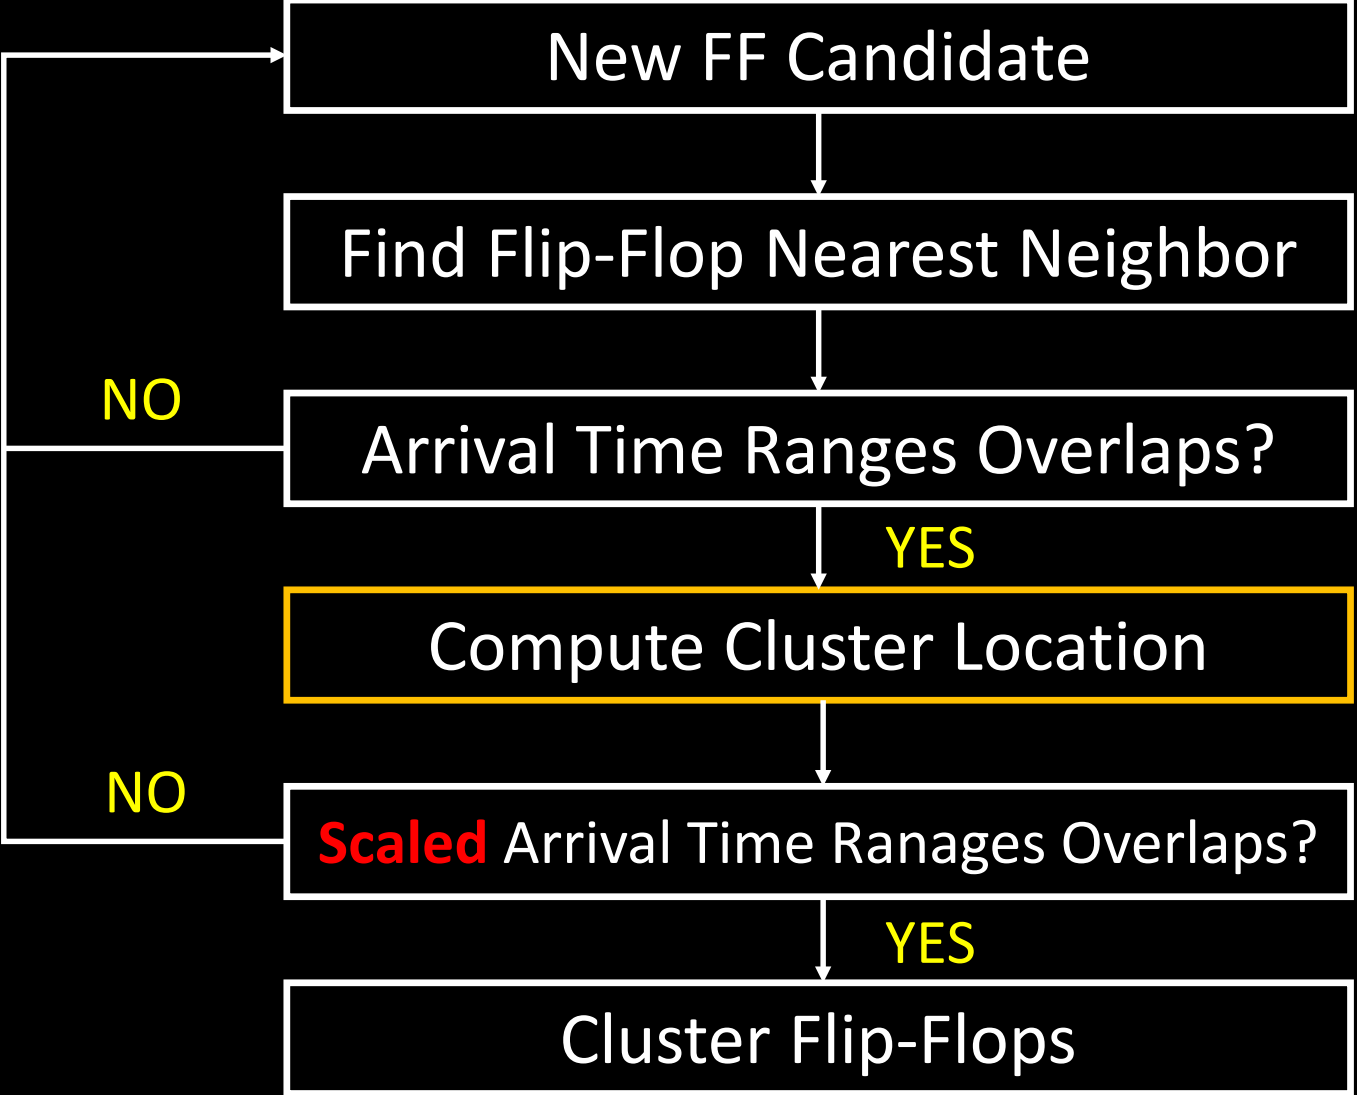 New FF Candidate
Find Flip-Flop Nearest Neighbor
NO
Arrival Time Ranges Overlaps?
YES
Compute Cluster Location
NO
Scaled Arrival Time Ranages Overlaps?
YES
Cluster Flip-Flops